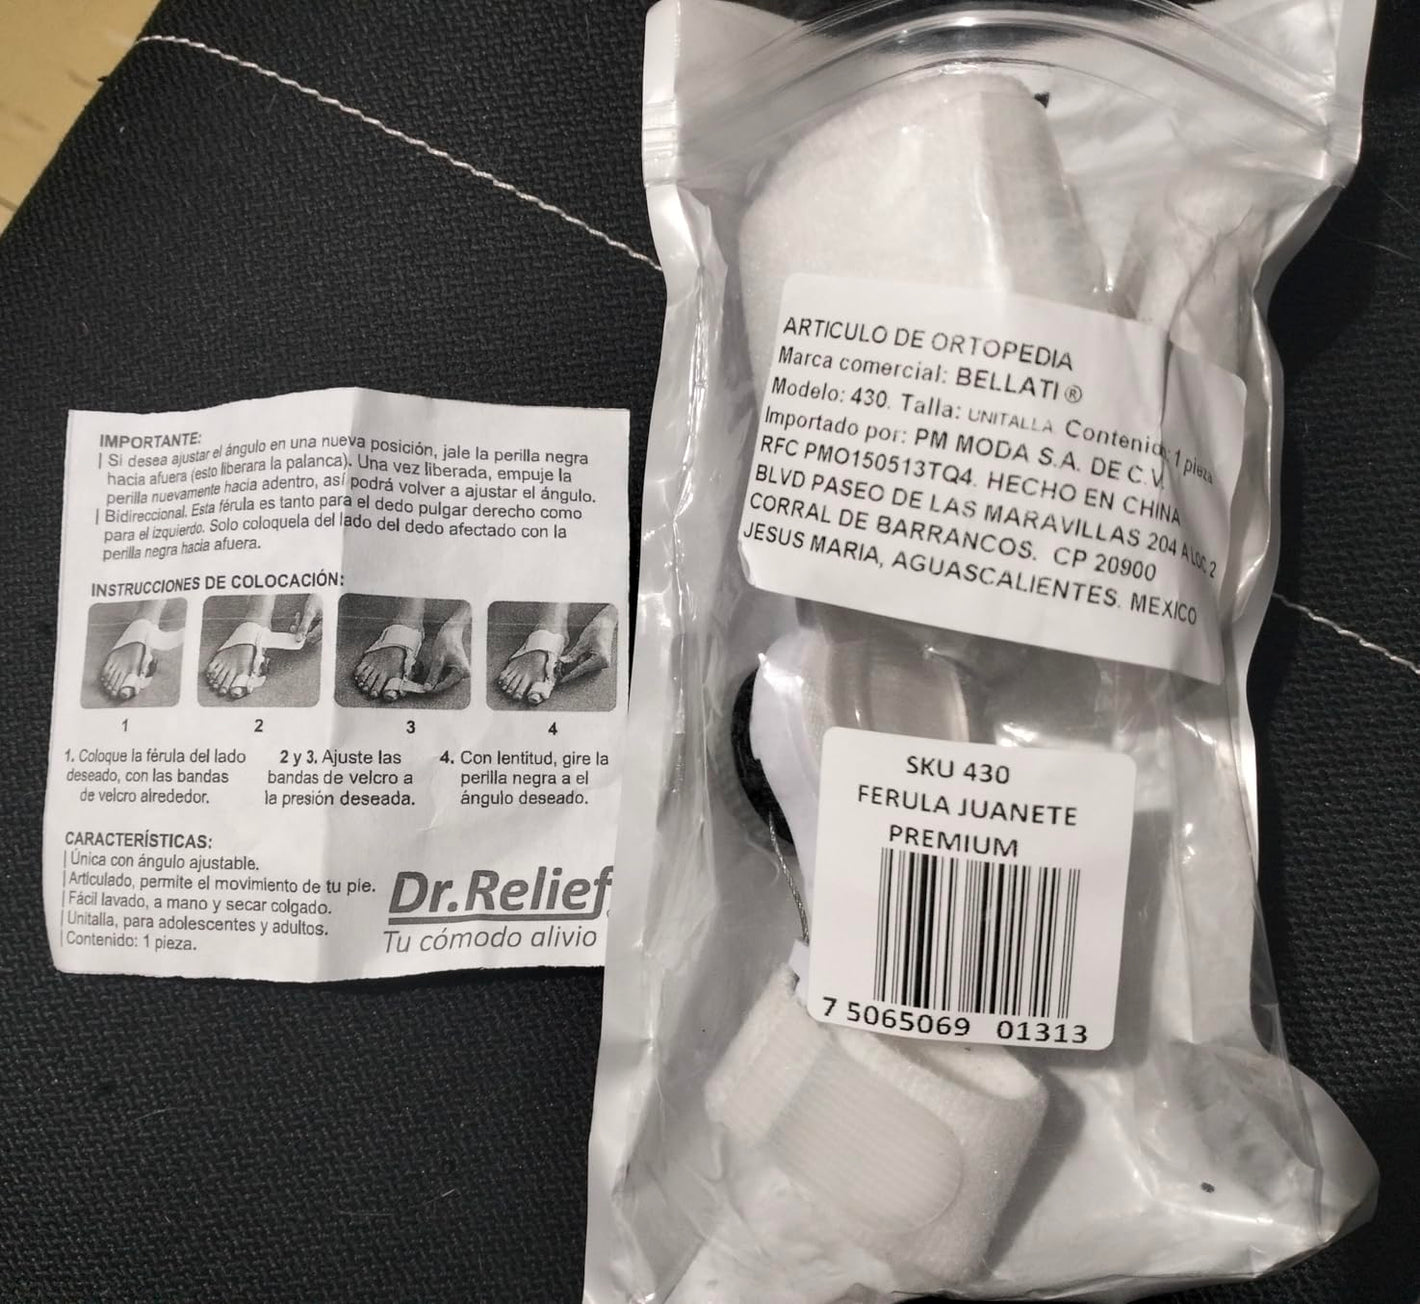 IMPORTANTE:
| Si desea ajustar el ángulo en una nueva posición, jale la perilla negra
hacia afuera (esto liberara la palanca). Una vez liberada, empuje la
perilla nuevamente hacia adentro, así podrá volver a ajustar el ángulo.
| Bidireccional. Esta férula es tanto para el dedo pulgar derecho como
para el izquierdo. Solo coloquela del lado del dedo afectado con la
perilla negra hacia afuera.
INSTRUCCIONES DE COLOCACIÓN:
1
2
3
4
1. Coloque la férula del lado
deseado, con las bandas
de velcro alrededor.
2 y 3. Ajuste las
bandas de velcro a
la presión deseada.
4. Con lentitud, gire la
perilla negra a el
ángulo deseado.
CARACTERÍSTICAS:
| Única con ángulo ajustable.
| Articulado, permite el movimiento de tu pie.
| Fácil lavado, a mano y secar colgado.
| Unitalla, para adolescentes y adultos.
| Contenido: 1 pieza.
Dr.Relief
Tu cómodo alivio
ARTICULO DE ORTOPEDIA
Marca comercial: BELLATI ®
Modelo: 430. Talla: UNITALLA Contenido: 1 pieza
Importado por: PM MODA S.A. DE C.V.
RFC PMO150513TQ4. HECHO EN CHINA
BLVD PASEO DE LAS MARAVILLAS 204 A LOC 2
CORRAL DE BARRANCOS. CP 20900
JESUS MARIA, AGUASCALIENTES. MEXICO
SKU 430
FERULA JUANETE
PREMIUM
7 5065069 01313